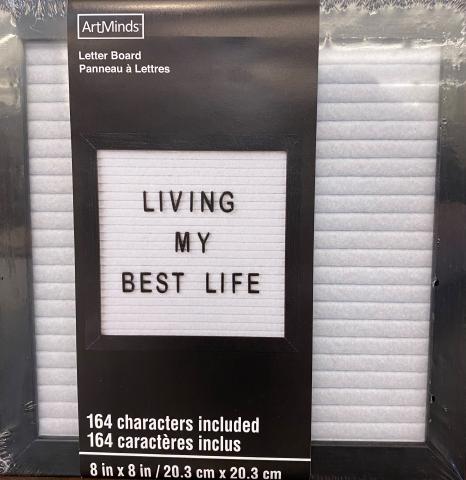 ArtMinds
Letter Board
Panneau à Lettres
LIVING
MY
BEST LIFE
164 characters included
164 caractères inclus
8 in x 8 in / 20.3 cm x 20.3 cm